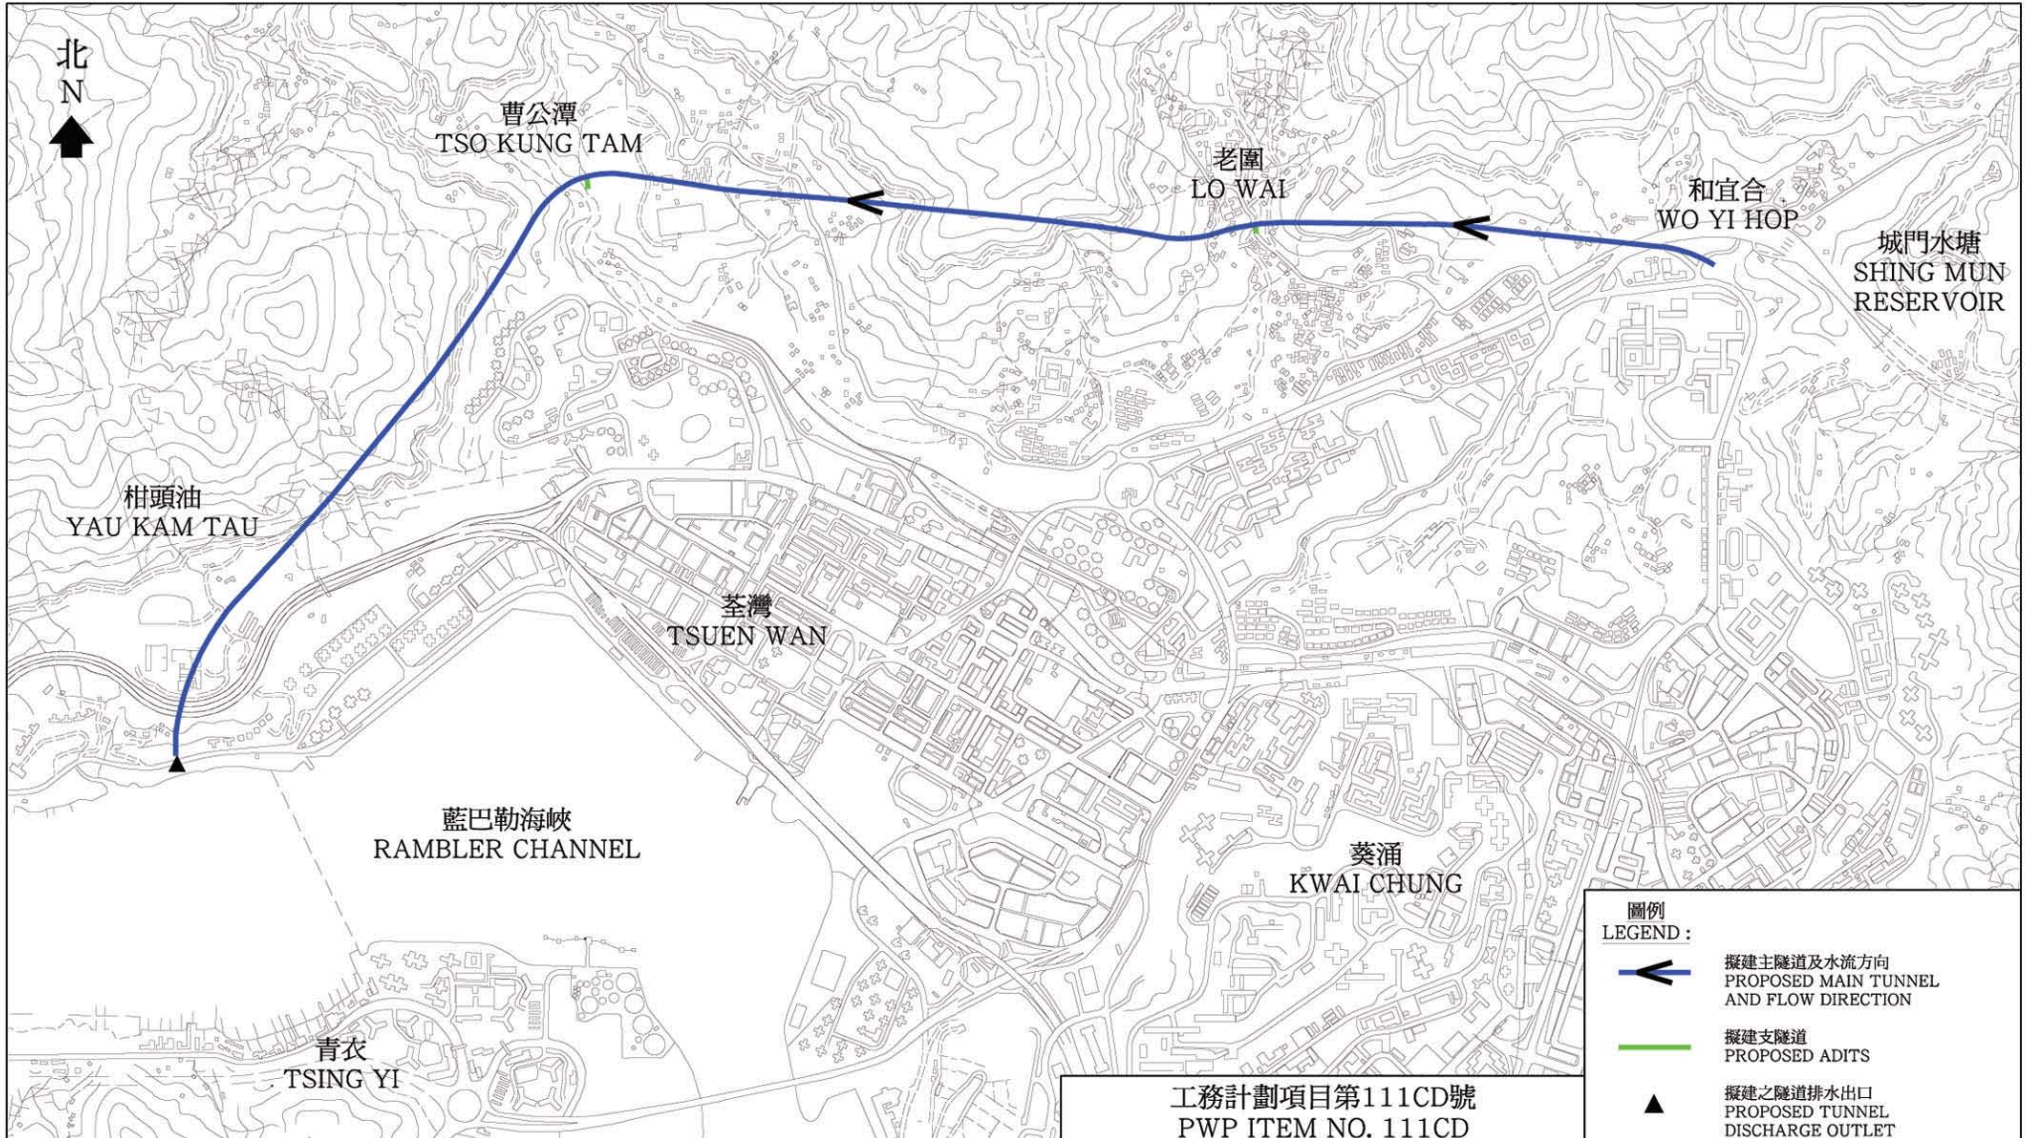 北
N
曹公潭
TSO KUNG TAM
老圍
LO WAI
和宜合
WO YI HOP
城門水塘
SHING MUN
RESERVOIR
柑頭油
YAU KAM TAU
荃灣
TSUEN WAN
藍巴勒海峽
RAMBLER CHANNEL
葵涌
KWAI CHUNG
青衣
TSING YI
工務計劃項目第111CD號
PWP ITEM NO. 111CD
圖例
LEGEND :
擬建主隧道及水流方向
PROPOSED MAIN TUNNEL
AND FLOW DIRECTION
擬建支隧道
PROPOSED ADITS
擬建之隧道排水出口
PROPOSED TUNNEL
DISCHARGE OUTLET